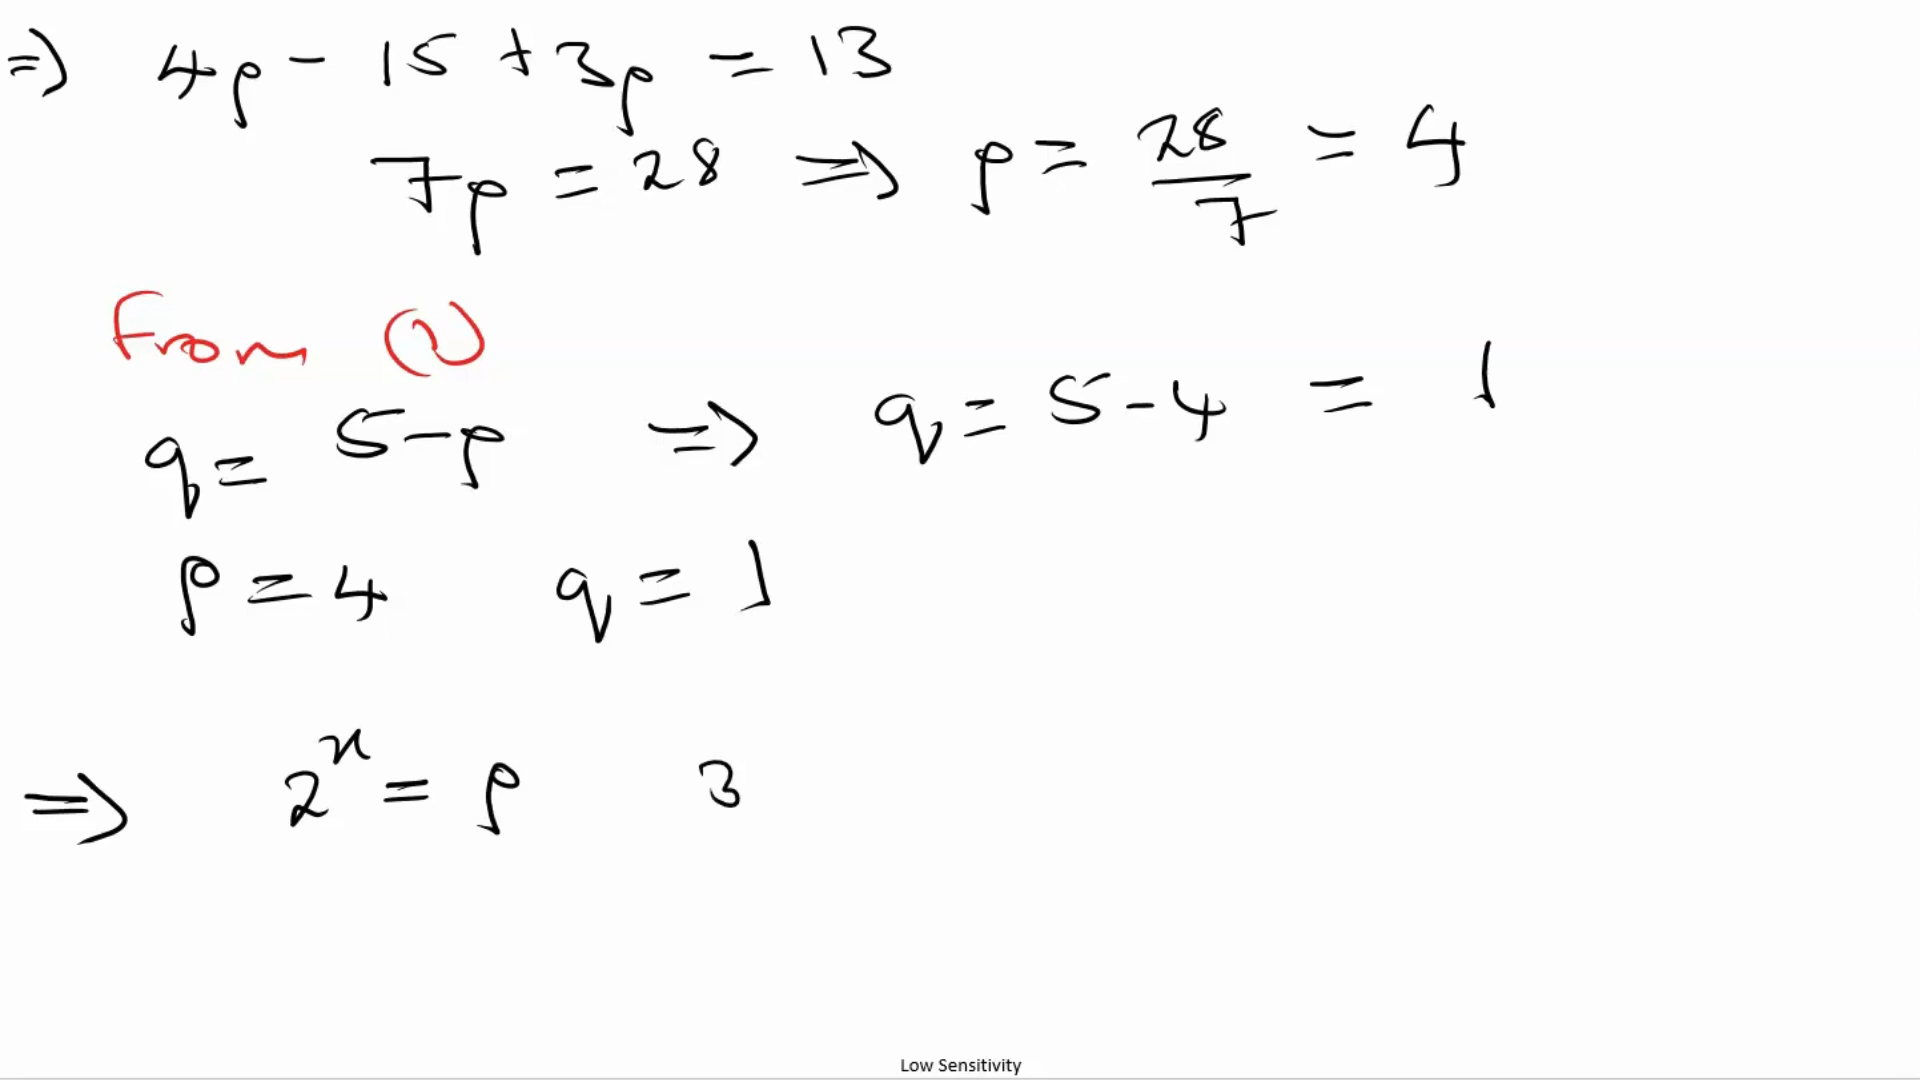 ⇒ 4p - 15 + 3p = 13
7p = 28 ⇒ p = 28/7 = 4
From (1)
q = 5 - p ⇒ q = 5 - 4 = 1
p = 4 q = 1
⇒ 2^x = p 3
Low Sensitivity